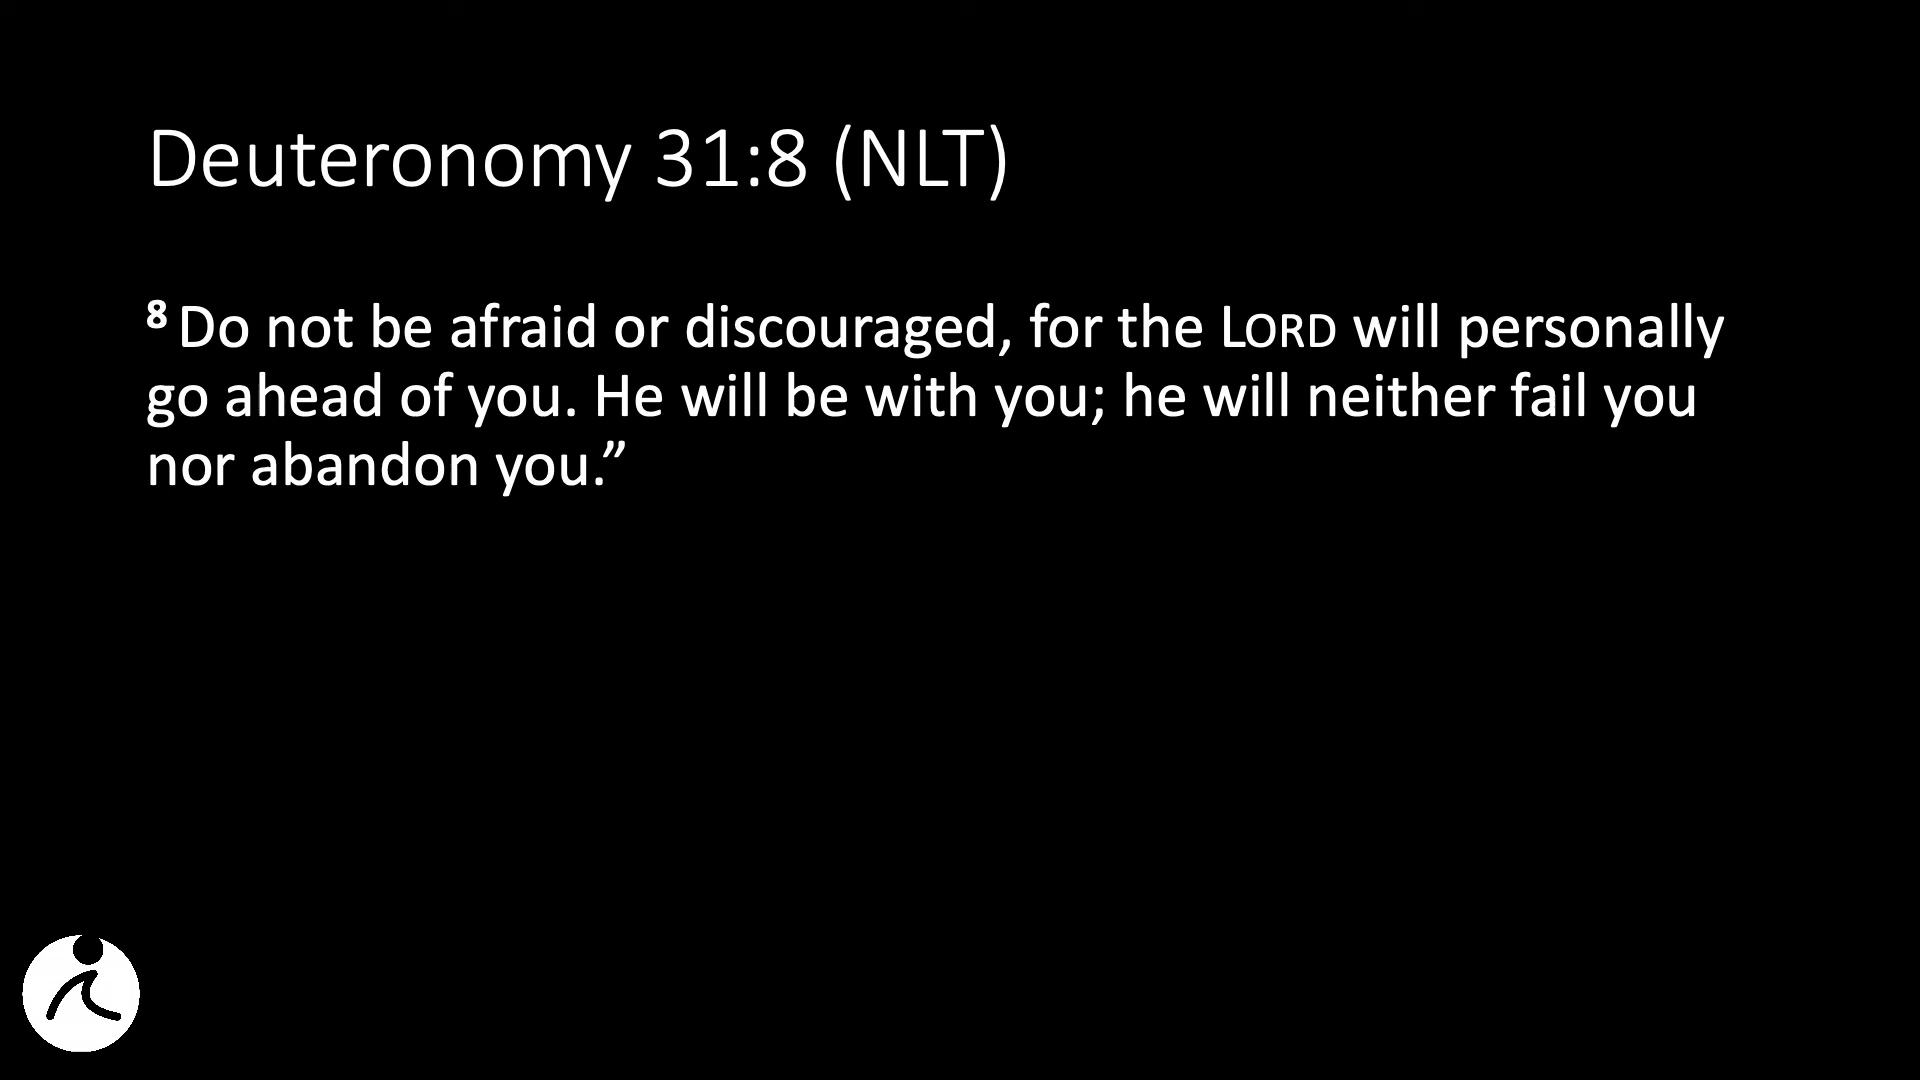 Deuteronomy 31:8 (NLT)
8 Do not be afraid or discouraged, for the LORD will personally
go ahead of you. He will be with you; he will neither fail you
nor abandon you.”